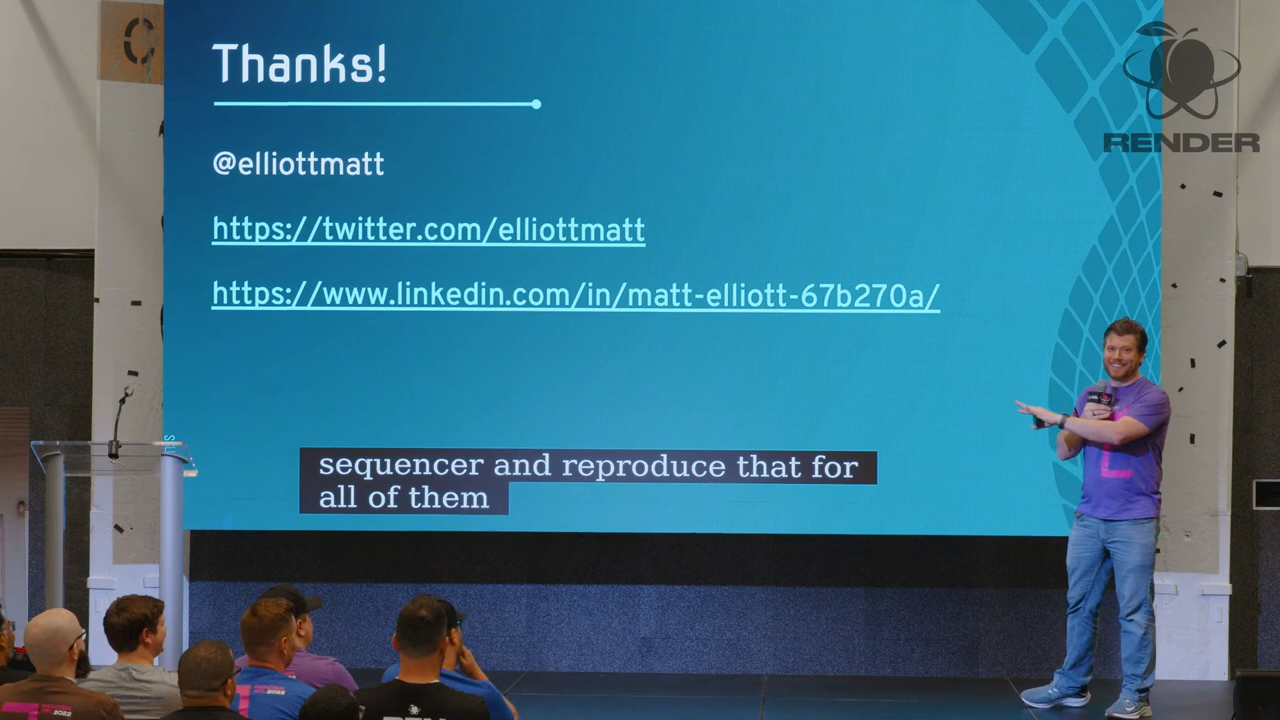 Thanks!
RENDER
@elliottmatt
https://twitter.com/elliottmatt
https://www.linkedin.com/in/matt-elliott-67b270a/
sequencer and reproduce that for
all of them